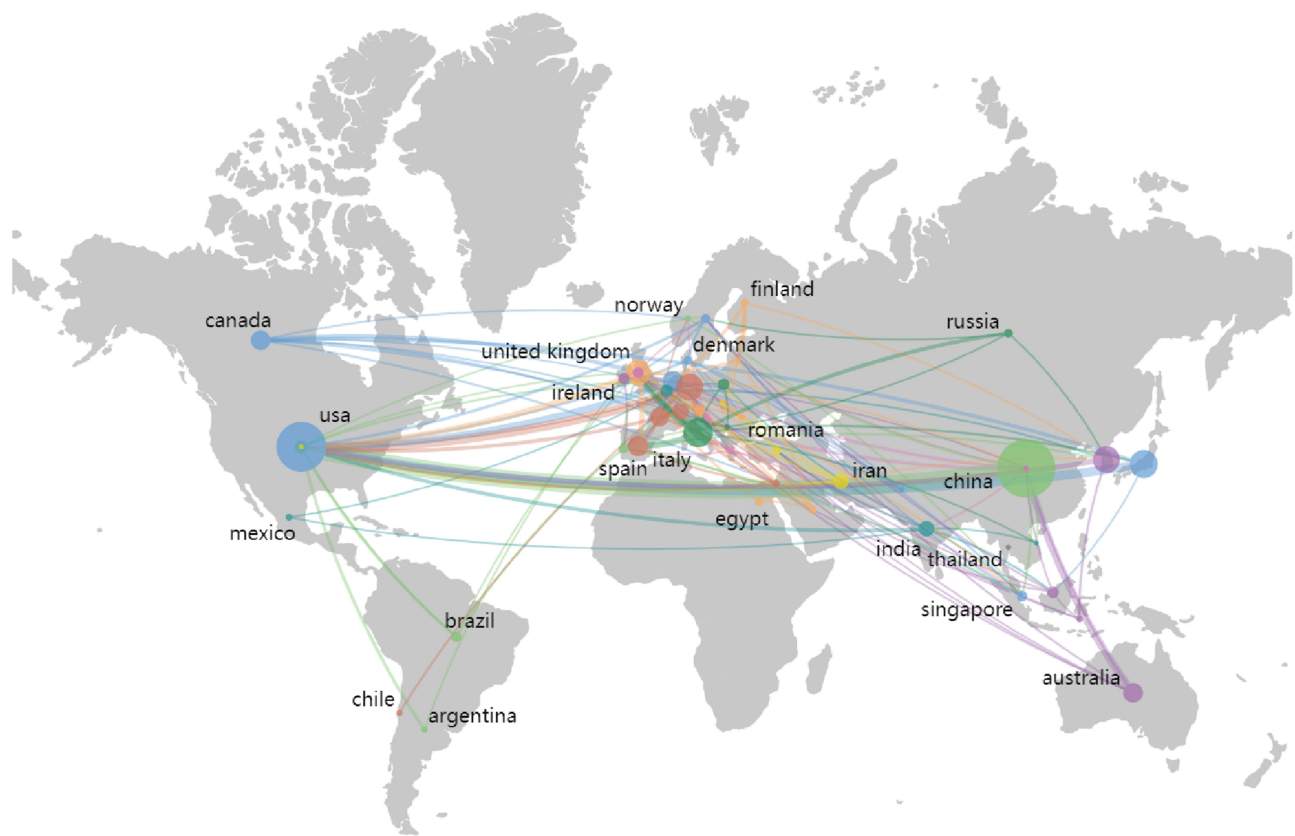 finland
norway
canada
russia
denmark
united kingdom
ireland
usa
romania
spain
italy
iran
china
egypt
mexico
india
thailand
singapore
brazil
australia
chile
argentina